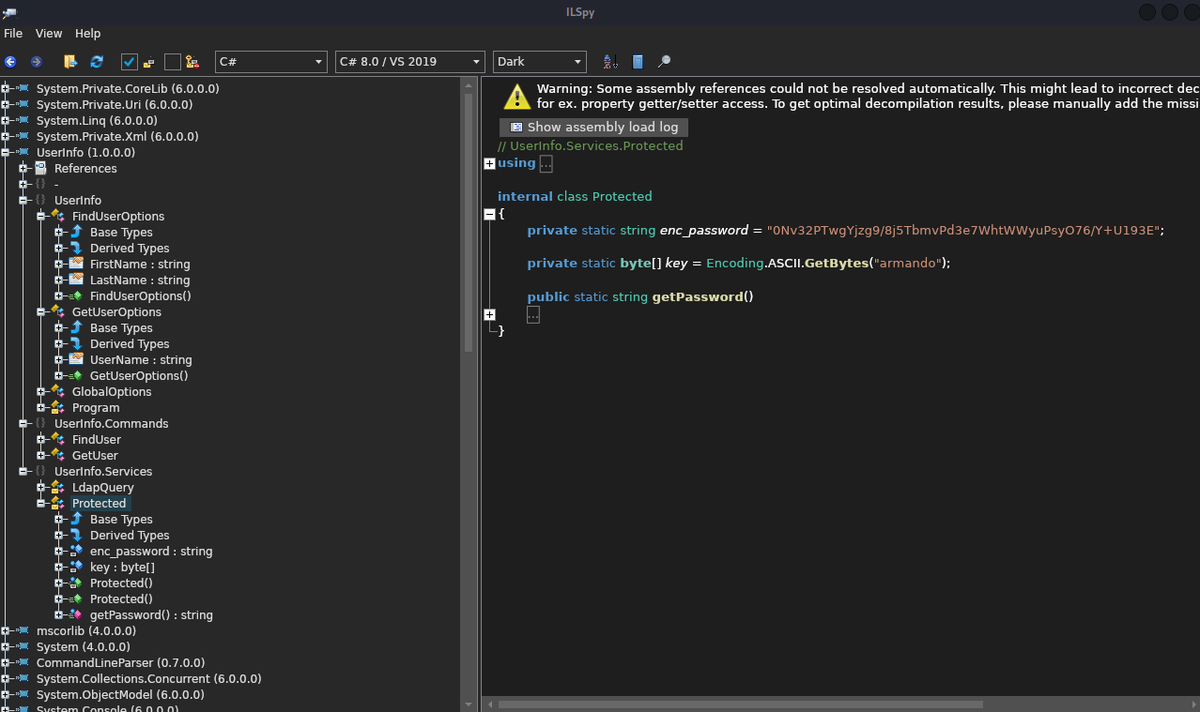 ILSpy
File View Help
C# C# 8.0 / VS 2019 Dark
System.Private.CoreLib (6.0.0.0)
System.Private.Uri (6.0.0.0)
System.Linq (6.0.0.0)
System.Private.Xml (6.0.0.0)
UserInfo (1.0.0.0)
References
-
UserInfo
FindUserOptions
Base Types
Derived Types
FirstName : string
LastName : string
FindUserOptions()
GetUserOptions
Base Types
Derived Types
UserName : string
GetUserOptions()
GlobalOptions
Program
UserInfo.Commands
FindUser
GetUser
UserInfo.Services
LdapQuery
Protected
Base Types
Derived Types
enc_password : string
key : byte[]
Protected()
Protected()
getPassword() : string
mscorlib (4.0.0.0)
System (4.0.0.0)
CommandLineParser (0.7.0.0)
System.Collections.Concurrent (6.0.0.0)
System.ObjectModel (6.0.0.0)
System.Console (6.0.0.0)
Warning: Some assembly references could not be resolved automatically. This might lead to incorrect dec
for ex. property getter/setter access. To get optimal decompilation results, please manually add the missi
Show assembly load log
// UserInfo.Services.Protected
using ...
internal class Protected
{
private static string enc_password = "0Nv32PTwgYjzg9/8j5TbmvPd3e7WhtWWyuPsyO76/Y+U193E";
private static byte[] key = Encoding.ASCII.GetBytes("armando");
public static string getPassword()
...
}